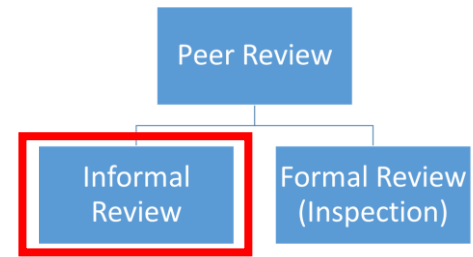 Peer Review
Informal
Review
Formal Review
(Inspection)